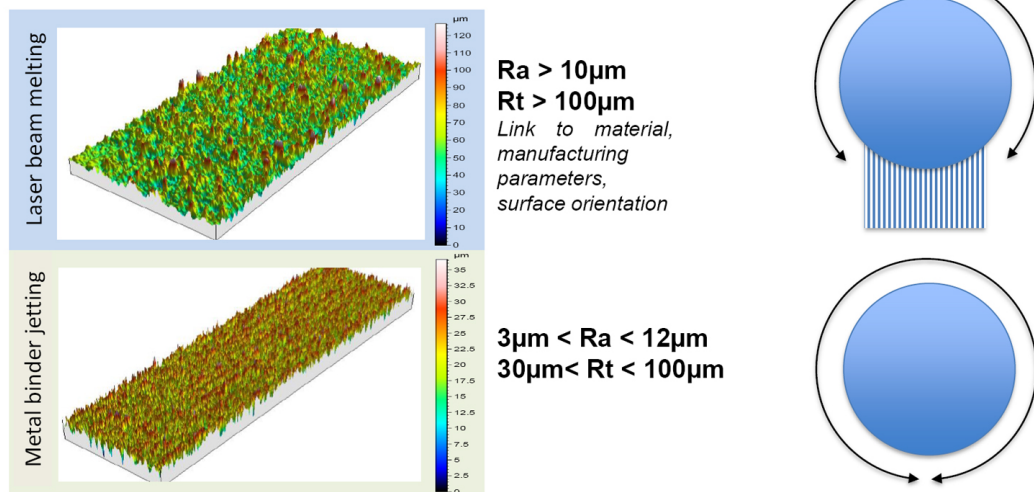 Laser beam melting
µm
120
110
100
90
80
70
60
50
40
30
20
10
0
Ra > 10µm
Rt > 100µm
Link to material,
manufacturing
parameters,
surface orientation
Metal binder jetting
µm
35
32.5
30
27.5
25
22.5
20
17.5
15
12.5
10
7.5
5
2.5
0
3µm < Ra < 12µm
30µm< Rt < 100µm